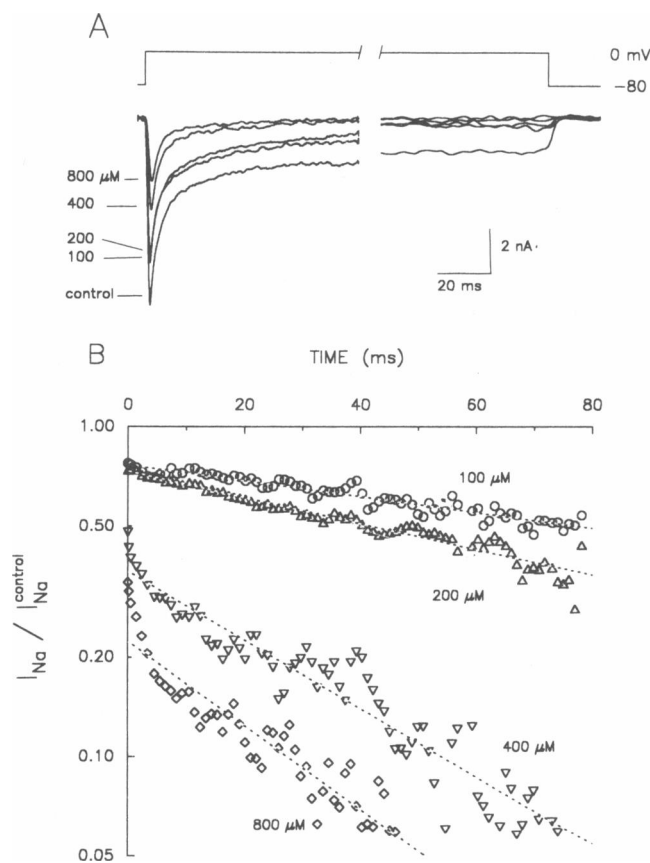 A
0 mV
-80
800 μM
400
200
100
control
2 nA.
20 ms
B
TIME (ms)
0 20 40 60 80
1.00
0.50
0.20
0.10
0.05
I Na / I Na control
100 μM
200 μM
400 μM
800 μM